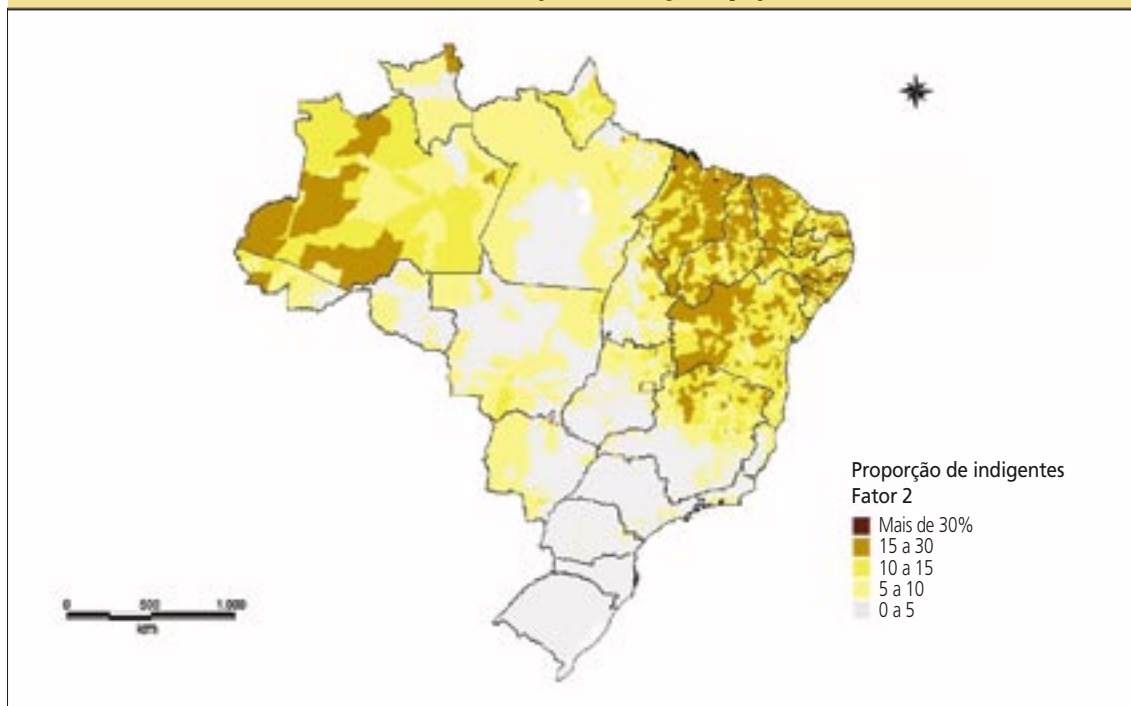 Proporção de indigentes
Fator 2
Mais de 30%
15 a 30
10 a 15
5 a 10
0 a 5
0 500 1.000